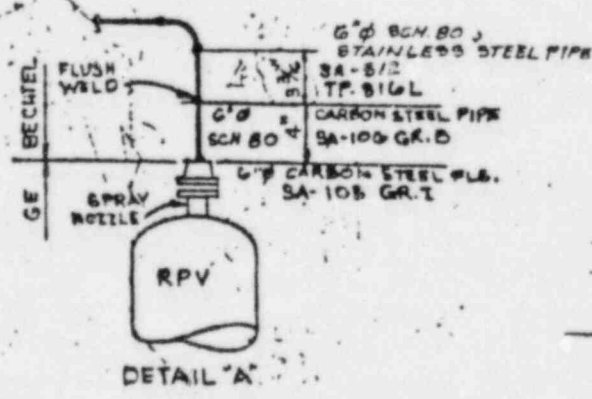 6"ø SCH. 80,
STAINLESS STEEL PIPE
SA-312
TP. 316L
FLUSH
WELD
BECHTEL
6"ø
SCH 80
4"
CARBON STEEL PIPE
SA-106 GR.B
6"ø CARBON STEEL FLG.
SA-105 GR.I
GE
SPRAY
NOZZLE
RPV
DETAIL "A"